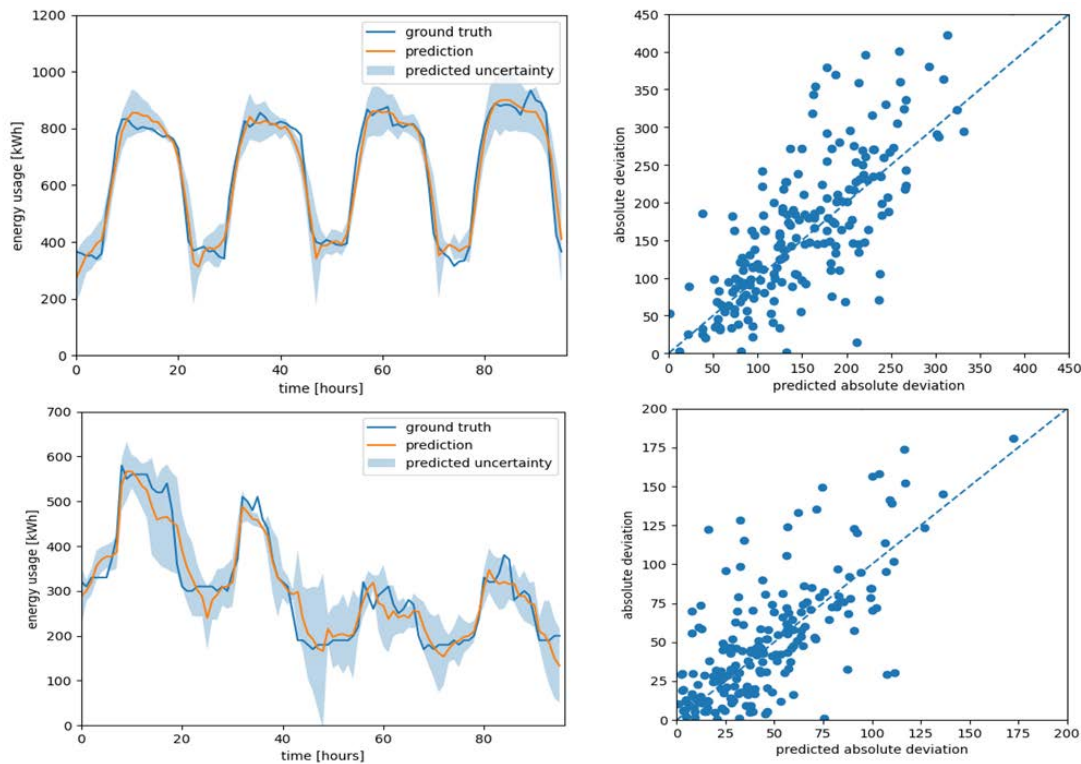 1200
1000
800
600
400
200
0
energy usage [kWh]
ground truth
prediction
predicted uncertainty
0 20 40 60 80
time [hours]
450
400
350
300
250
200
150
100
50
0
absolute deviation
0 50 100 150 200 250 300 350 400 450
predicted absolute deviation
700
600
500
400
300
200
100
0
energy usage [kWh]
ground truth
prediction
predicted uncertainty
0 20 40 60 80
time [hours]
200
175
150
125
100
75
50
25
0
absolute deviation
0 25 50 75 100 125 150 175 200
predicted absolute deviation